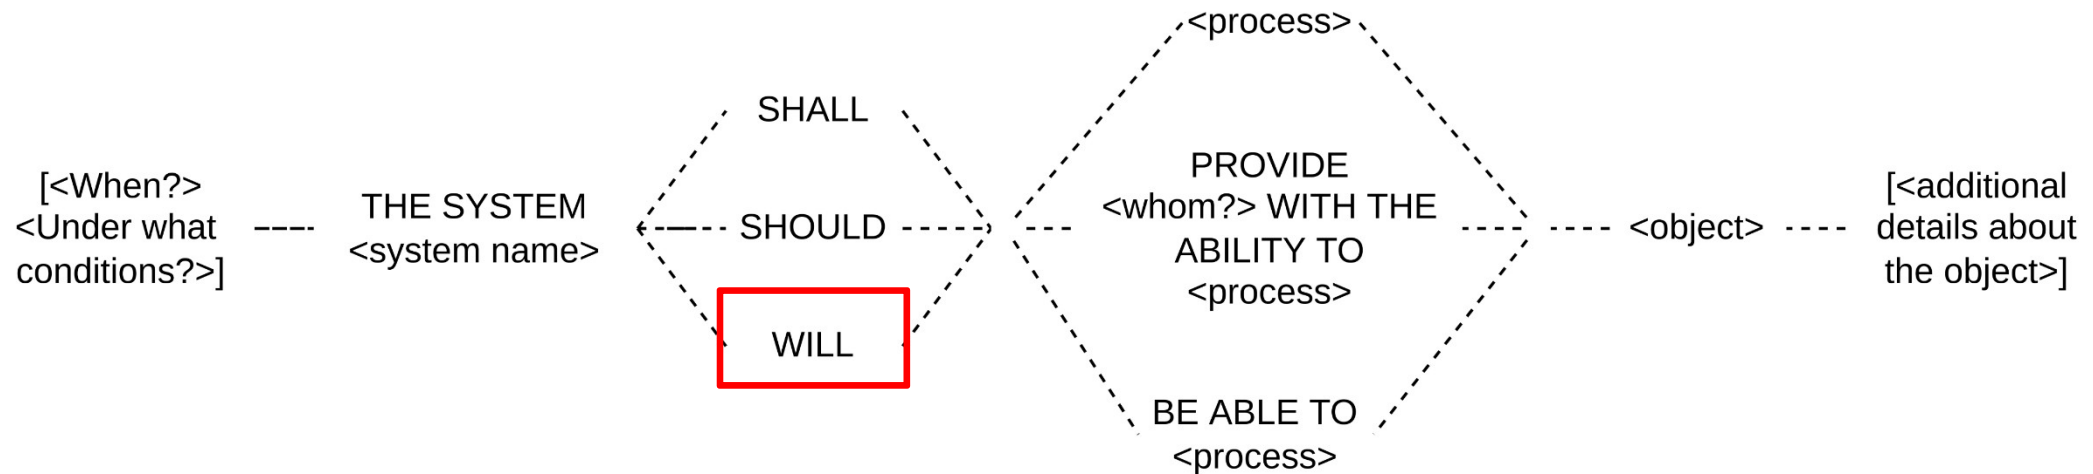 [<When?>
<Under what
conditions?>]
THE SYSTEM
<system name>
SHALL
SHOULD
WILL
<process>
PROVIDE
<whom?> WITH THE
ABILITY TO
<process>
BE ABLE TO
<process>
<object>
[<additional
details about
the object>]